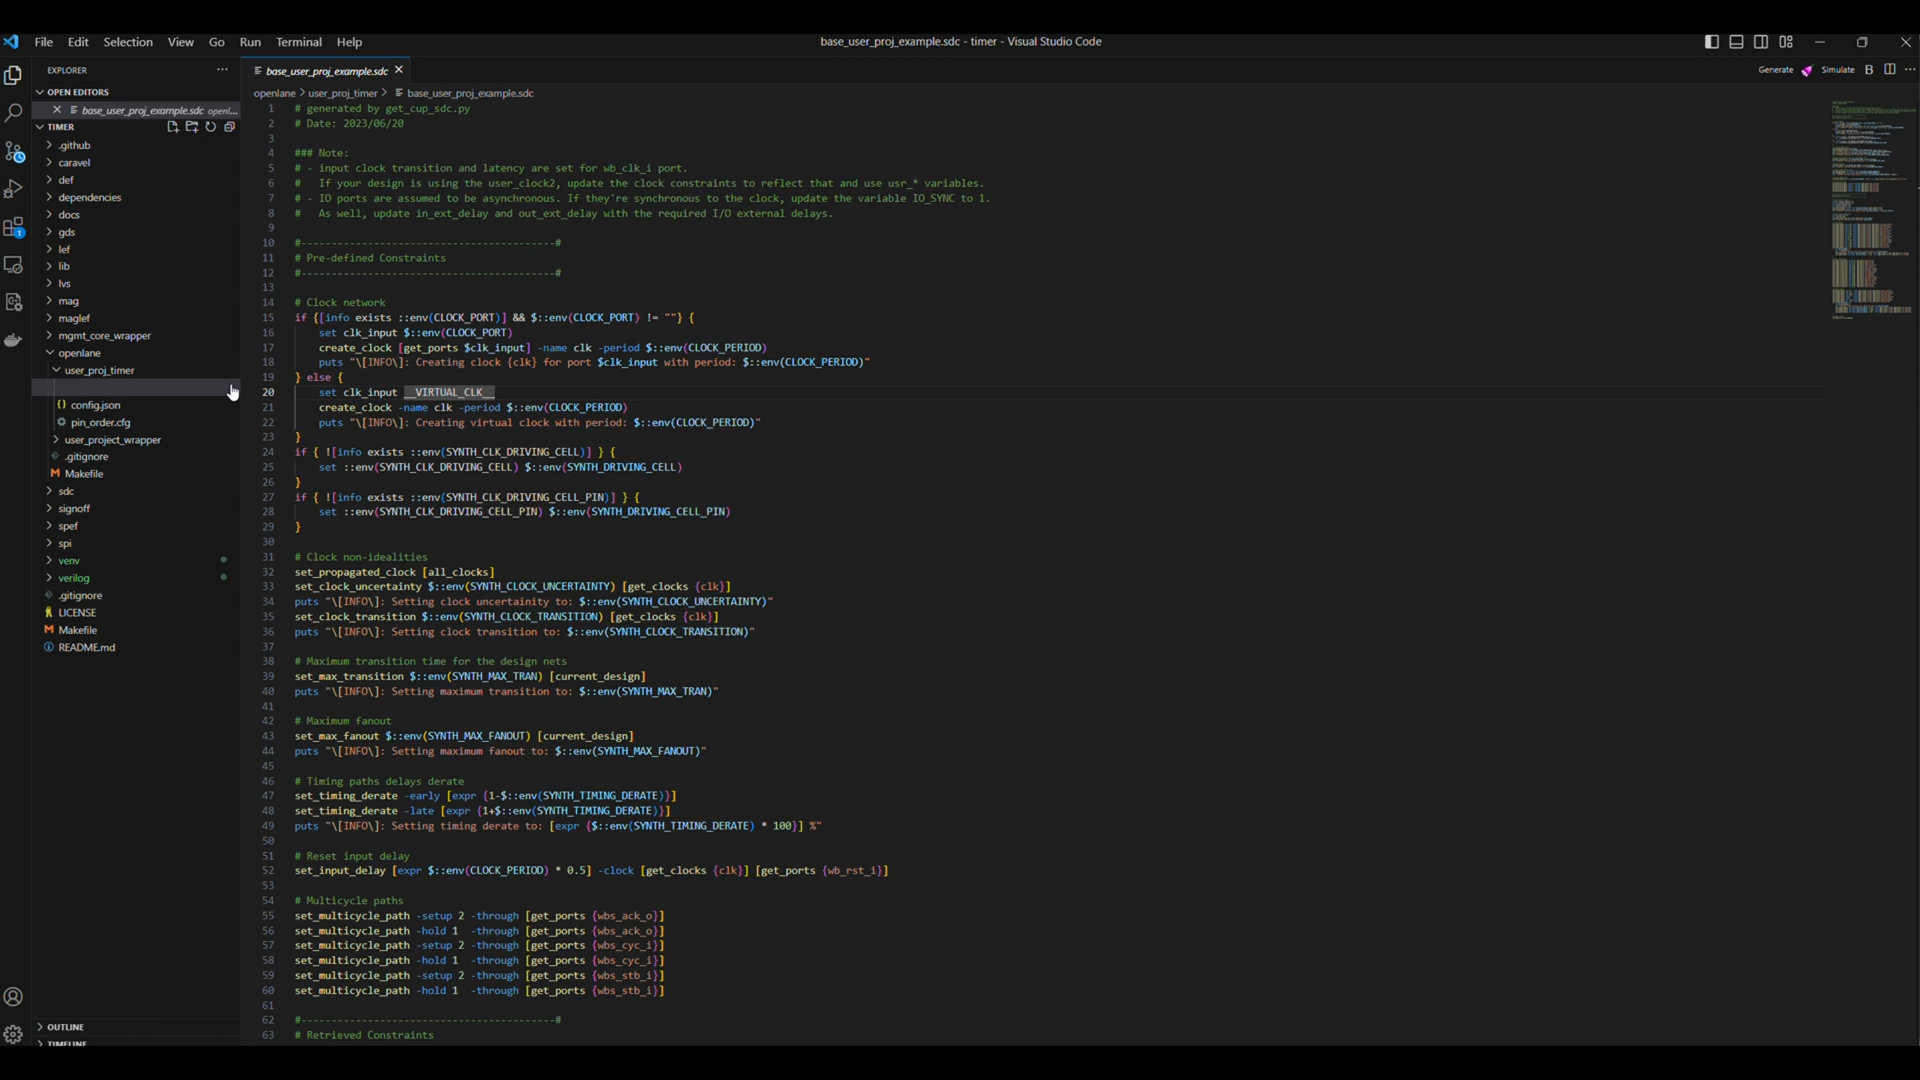 File Edit Selection View Go Run Terminal Help
base_user_proj_example.sdc - timer - Visual Studio Code
EXPLORER
OPEN EDITORS
base_user_proj_example.sdc openl...
TIMER
.github
caravel
def
dependencies
docs
gds
lef
lib
lvs
mag
maglef
mgmt_core_wrapper
openlane
user_proj_timer
config.json
pin_order.cfg
user_project_wrapper
.gitignore
Makefile
sdc
signoff
spef
spi
venv
verilog
.gitignore
LICENSE
Makefile
README.md
OUTLINE
TIMELINE
base_user_proj_example.sdc
Generate Simulate B
openlane > user_proj_timer > base_user_proj_example.sdc
1 # generated by get_cup_sdc.py
2 # Date: 2023/06/20
3
4 ### Note:
5 # - input clock transition and latency are set for wb_clk_i port.
6 #   If your design is using the user_clock2, update the clock constraints to reflect that and use usr_* variables.
7 # - IO ports are assumed to be asynchronous. If they're synchronous to the clock, update the variable IO_SYNC to 1.
8 #   As well, update in_ext_delay and out_ext_delay with the required I/O external delays.
9
10 #------------------------------------------#
11 # Pre-defined Constraints
12 #------------------------------------------#
13
14 # Clock network
15 if {[info exists ::env(CLOCK_PORT)] && $::env(CLOCK_PORT) != ""} {
16     set clk_input $::env(CLOCK_PORT)
17     create_clock [get_ports $clk_input] -name clk -period $::env(CLOCK_PERIOD)
18     puts "\[INFO\]: Creating clock {clk} for port $clk_input with period: $::env(CLOCK_PERIOD)"
19 } else {
20     set clk_input __VIRTUAL_CLK__
21     create_clock -name clk -period $::env(CLOCK_PERIOD)
22     puts "\[INFO\]: Creating virtual clock with period: $::env(CLOCK_PERIOD)"
23 }
24 if { ![info exists ::env(SYNTH_CLK_DRIVING_CELL)] } {
25     set ::env(SYNTH_CLK_DRIVING_CELL) $::env(SYNTH_DRIVING_CELL)
26 }
27 if { ![info exists ::env(SYNTH_CLK_DRIVING_CELL_PIN)] } {
28     set ::env(SYNTH_CLK_DRIVING_CELL_PIN) $::env(SYNTH_DRIVING_CELL_PIN)
29 }
30
31 # Clock non-idealities
32 set_propagated_clock [all_clocks]
33 set_clock_uncertainty $::env(SYNTH_CLOCK_UNCERTAINTY) [get_clocks {clk}]
34 puts "\[INFO\]: Setting clock uncertainity to: $::env(SYNTH_CLOCK_UNCERTAINTY)"
35 set_clock_transition $::env(SYNTH_CLOCK_TRANSITION) [get_clocks {clk}]
36 puts "\[INFO\]: Setting clock transition to: $::env(SYNTH_CLOCK_TRANSITION)"
37
38 # Maximum transition time for the design nets
39 set_max_transition $::env(SYNTH_MAX_TRAN) [current_design]
40 puts "\[INFO\]: Setting maximum transition to: $::env(SYNTH_MAX_TRAN)"
41
42 # Maximum fanout
43 set_max_fanout $::env(SYNTH_MAX_FANOUT) [current_design]
44 puts "\[INFO\]: Setting maximum fanout to: $::env(SYNTH_MAX_FANOUT)"
45
46 # Timing paths delays derate
47 set_timing_derate -early [expr {1-$::env(SYNTH_TIMING_DERATE)}]
48 set_timing_derate -late [expr {1+$::env(SYNTH_TIMING_DERATE)}]
49 puts "\[INFO\]: Setting timing derate to: [expr {$::env(SYNTH_TIMING_DERATE) * 100}] %"
50
51 # Reset input delay
52 set_input_delay [expr $::env(CLOCK_PERIOD) * 0.5] -clock [get_clocks {clk}] [get_ports {wb_rst_i}]
53
54 # Multicycle paths
55 set_multicycle_path -setup 2 -through [get_ports {wbs_ack_o}]
56 set_multicycle_path -hold 1  -through [get_ports {wbs_ack_o}]
57 set_multicycle_path -setup 2 -through [get_ports {wbs_cyc_i}]
58 set_multicycle_path -hold 1  -through [get_ports {wbs_cyc_i}]
59 set_multicycle_path -setup 2 -through [get_ports {wbs_stb_i}]
60 set_multicycle_path -hold 1  -through [get_ports {wbs_stb_i}]
61
62 #------------------------------------------#
63 # Retrieved Constraints